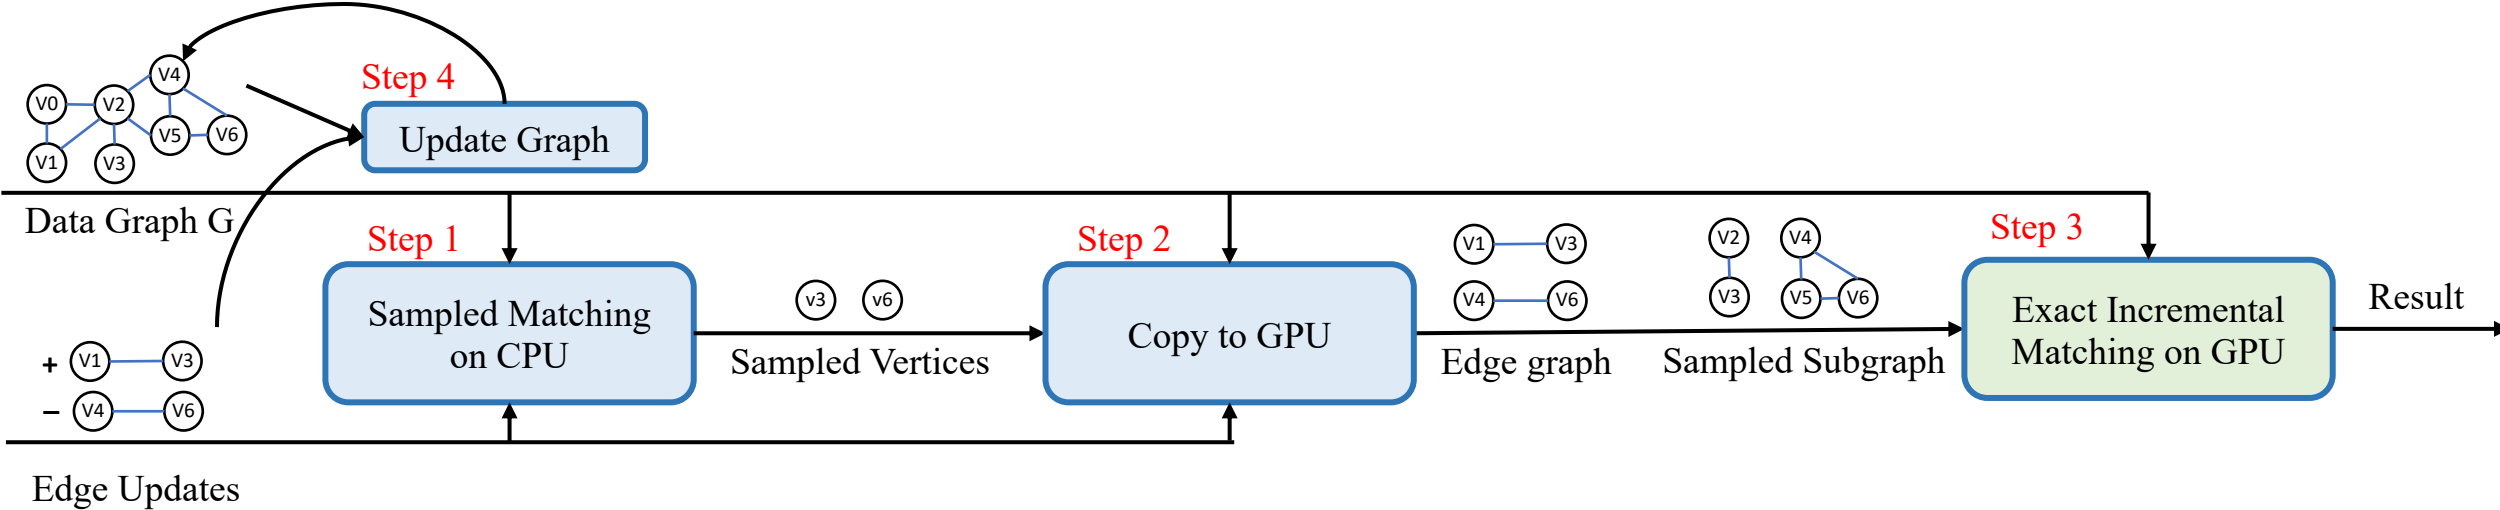 V4
V0
V2
V5
V6
V1
V3
Step 4
Update Graph
Data Graph G
Step 1
Sampled Matching
on CPU
+
V1
V3
−
V4
V6
Edge Updates
v3
v6
Sampled Vertices
Step 2
Copy to GPU
V1
V3
V4
V6
Edge graph
V2
V4
V3
V5
V6
Sampled Subgraph
Step 3
Exact Incremental
Matching on GPU
Result